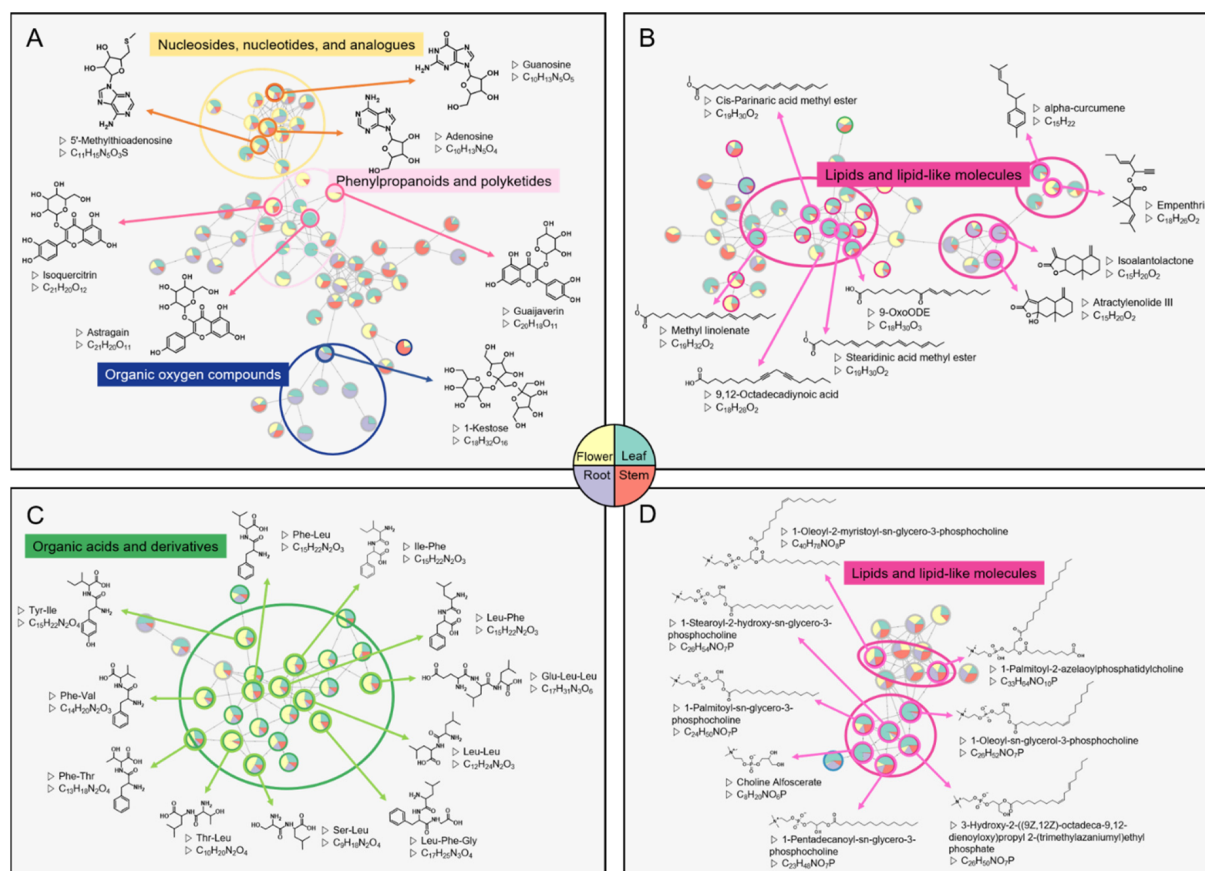 A
Nucleosides, nucleotides, and analogues
▷ Guanosine
▷ C10H13N5O5
▷ 5'-Methylthioadenosine
▷ C11H15N5O3S
▷ Adenosine
▷ C10H13N5O4
Phenylpropanoids and polyketides
▷ Isoquercitrin
▷ C21H20O12
▷ Astragain
▷ C21H20O11
▷ Guaijaverin
▷ C20H18O11
Organic oxygen compounds
▷ 1-Kestose
▷ C18H32O16
B
▷ Cis-Parinaric acid methyl ester
▷ C19H30O2
▷ alpha-curcumene
▷ C15H22
Lipids and lipid-like molecules
▷ Empenthri
▷ C18H26O2
▷ Isoalantolactone
▷ C15H20O2
▷ Atractylenolide III
▷ C15H20O2
▷ Methyl linolenate
▷ C19H32O2
▷ 9-OxoODE
▷ C18H30O3
▷ Stearidinic acid methyl ester
▷ C19H30O2
▷ 9,12-Octadecadiynoic acid
▷ C18H28O2
Flower Leaf
Root Stem
C
Organic acids and derivatives
▷ Phe-Leu
▷ C15H22N2O3
▷ Ile-Phe
▷ C15H22N2O3
▷ Tyr-Ile
▷ C15H22N2O4
▷ Leu-Phe
▷ C15H22N2O3
▷ Phe-Val
▷ C14H20N2O3
▷ Glu-Leu-Leu
▷ C17H31N3O6
▷ Leu-Leu
▷ C12H24N2O3
▷ Phe-Thr
▷ C13H18N2O4
▷ Thr-Leu
▷ C10H20N2O4
▷ Ser-Leu
▷ C9H18N2O4
▷ Leu-Phe-Gly
▷ C17H25N3O4
D
▷ 1-Oleoyl-2-myristoyl-sn-glycero-3-phosphocholine
▷ C40H78NO8P
Lipids and lipid-like molecules
▷ 1-Stearoyl-2-hydroxy-sn-glycero-3-
phosphocholine
▷ C26H54NO7P
▷ 1-Palmitoyl-2-azelaoylphosphatidylcholine
▷ C33H64NO10P
▷ 1-Palmitoyl-sn-glycero-3-
phosphocholine
▷ C24H50NO7P
▷ 1-Oleoyl-sn-glycerol-3-phosphocholine
▷ C26H52NO7P
▷ Choline Alfoscerate
▷ C8H20NO6P
▷ 1-Pentadecanoyl-sn-glycero-3-
phosphocholine
▷ C23H48NO7P
▷ 3-Hydroxy-2-((9Z,12Z)-octadeca-9,12-
dienoyloxy)propyl 2-(trimethylazaniumyl)ethyl
phosphate
▷ C26H50NO7P